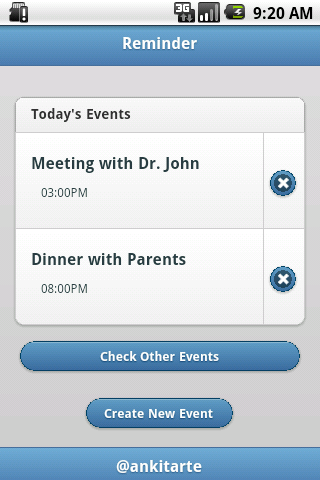 3G
9:20 AM
Reminder
Today's Events
Meeting with Dr. John
03:00PM
Dinner with Parents
08:00PM
Check Other Events
Create New Event
@ankitarte